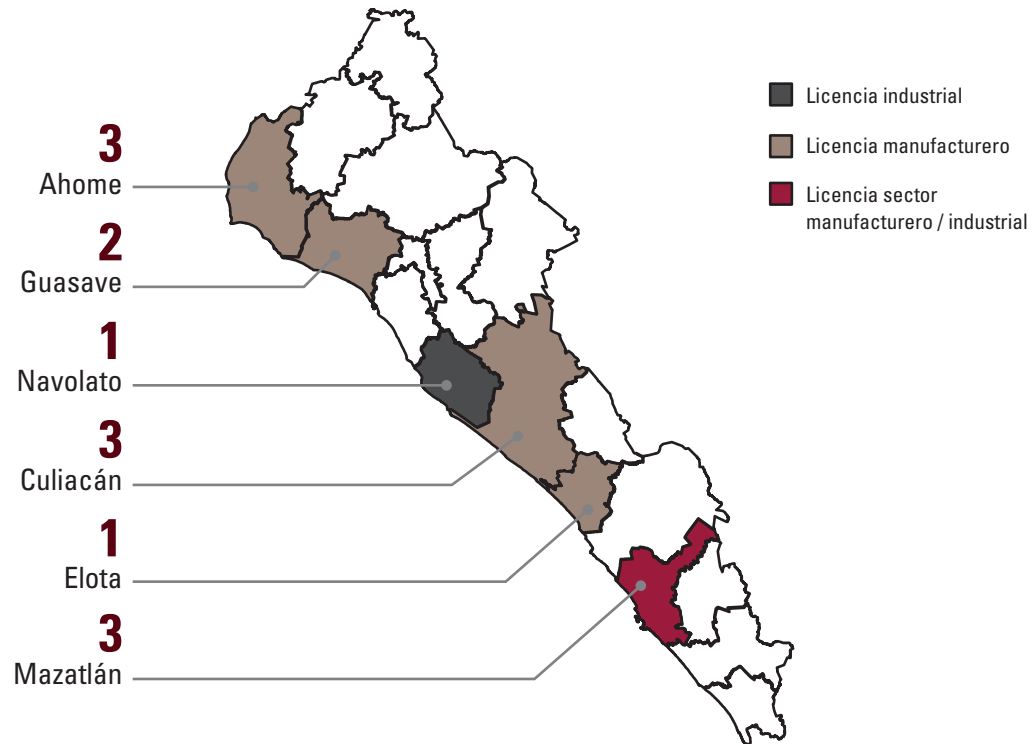 3
Ahome
2
Guasave
1
Navolato
3
Culiacán
1
Elota
3
Mazatlán
Licencia industrial
Licencia manufacturero
Licencia sector
manufacturero / industrial